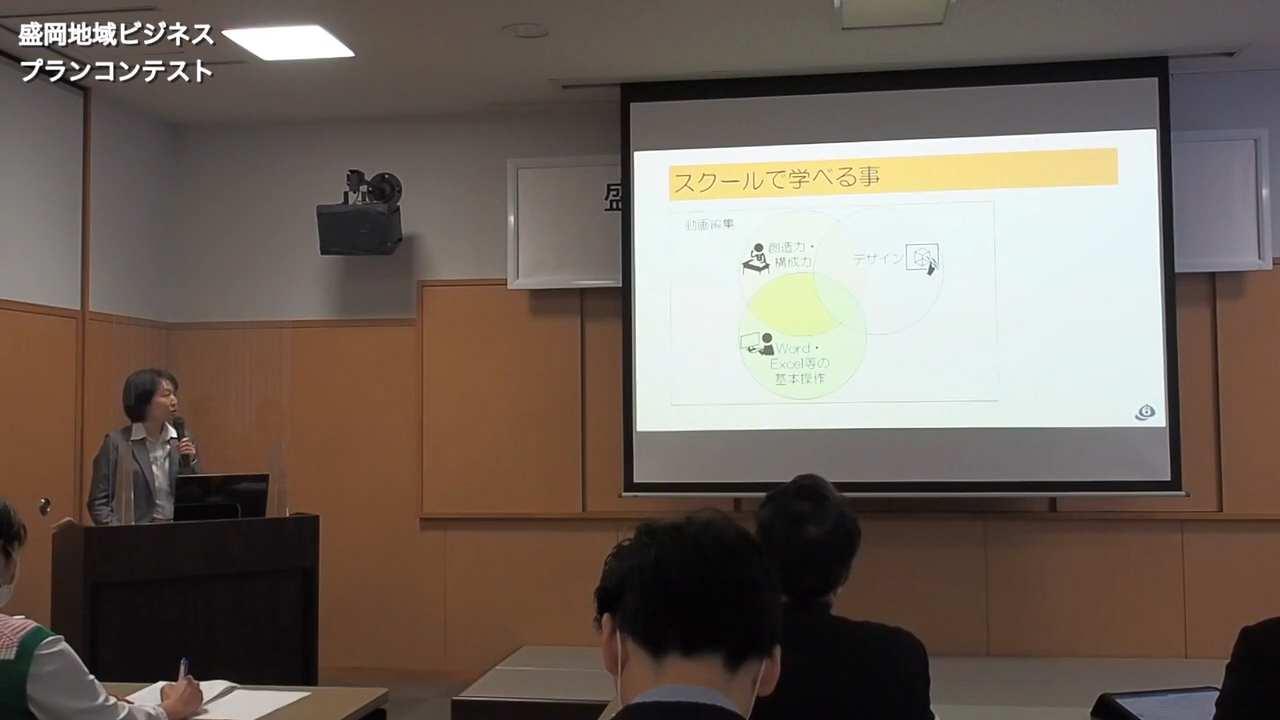 盛岡地域ビジネス
プランコンテスト
盛
スクールで学べる事
動画編集
創造力・
構成力
デザイン
Word・
Excel等の
基本操作
6